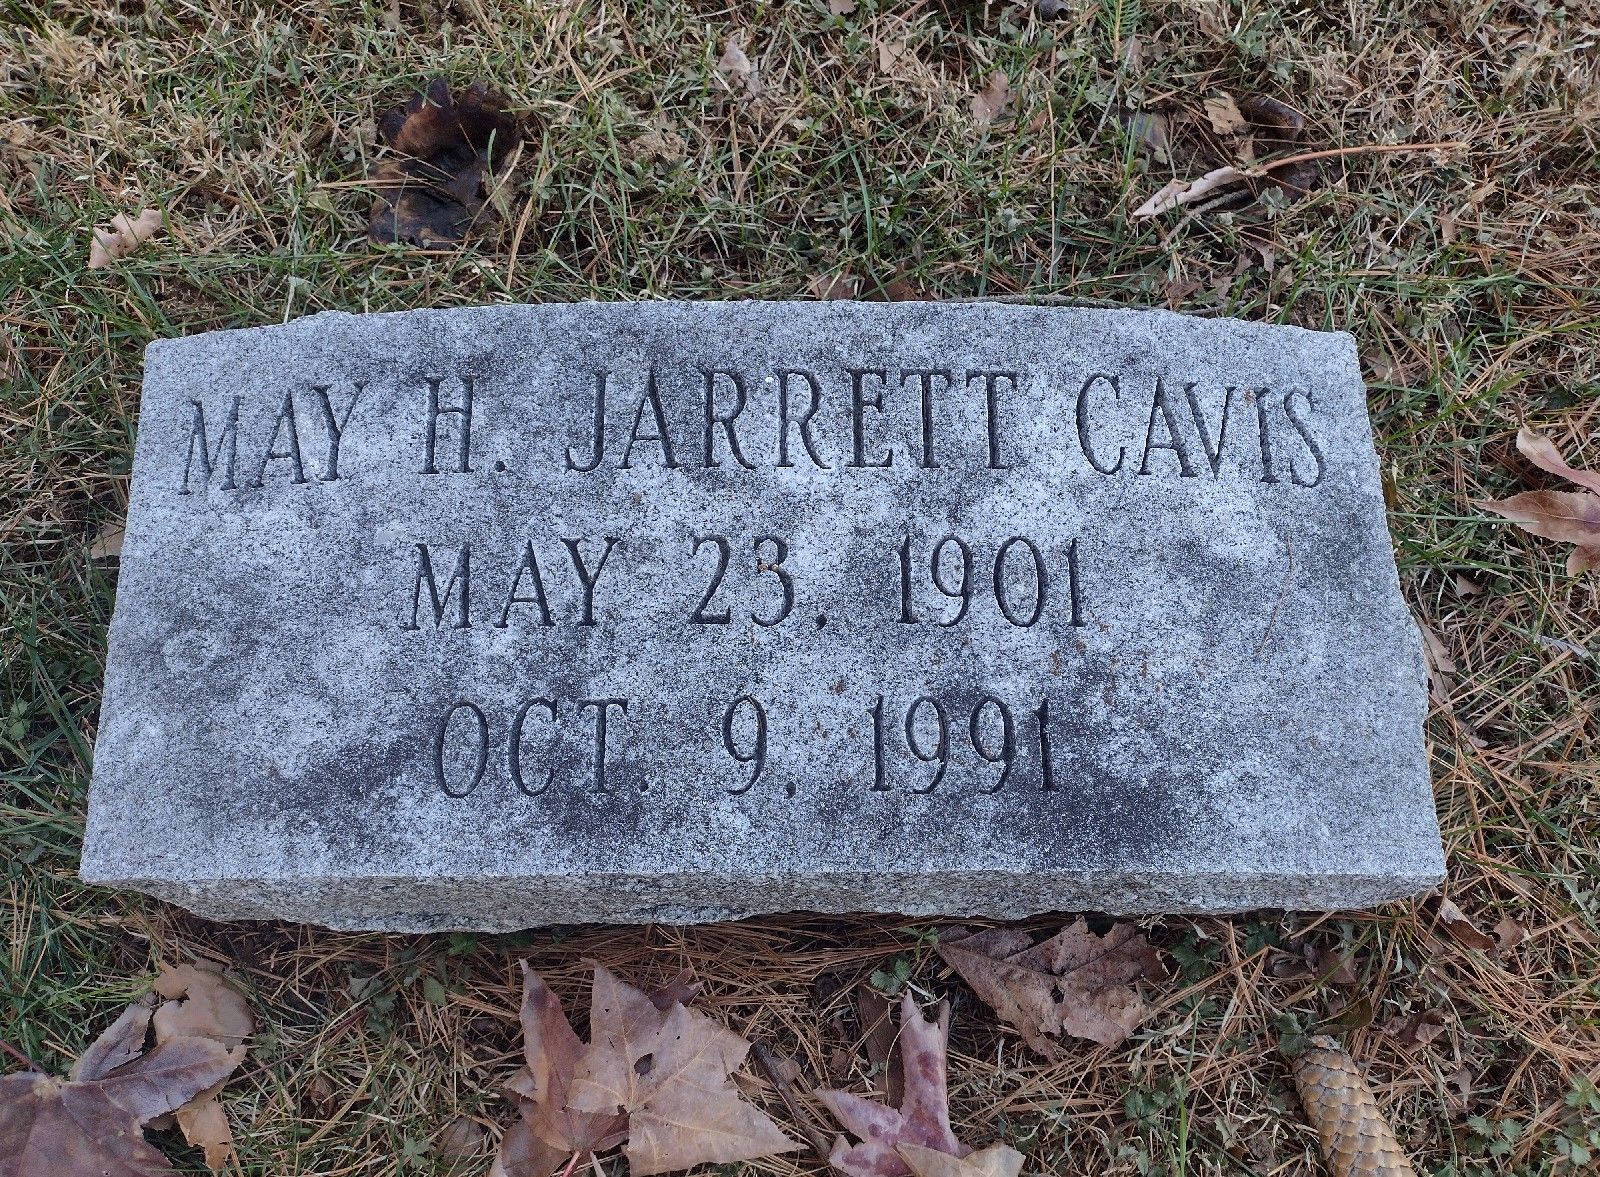 MAY H. JARRETT CAVIS
MAY 23, 1901
OCT. 9, 1991